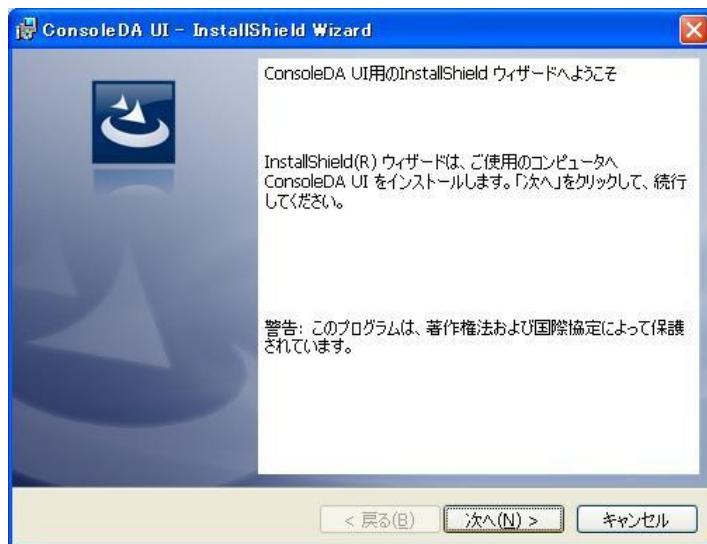 ConsoleDA UI - InstallShield Wizard
ConsoleDA UI用のInstallShield ウィザードへようこそ
InstallShield(R) ウィザードは、ご使用のコンピュータへ
ConsoleDA UI をインストールします。「次へ」をクリックして、続行
してください。
警告: このプログラムは、著作権法および国際協定によって保護
されています。
< 戻る(B)
次へ(N) >
キャンセル